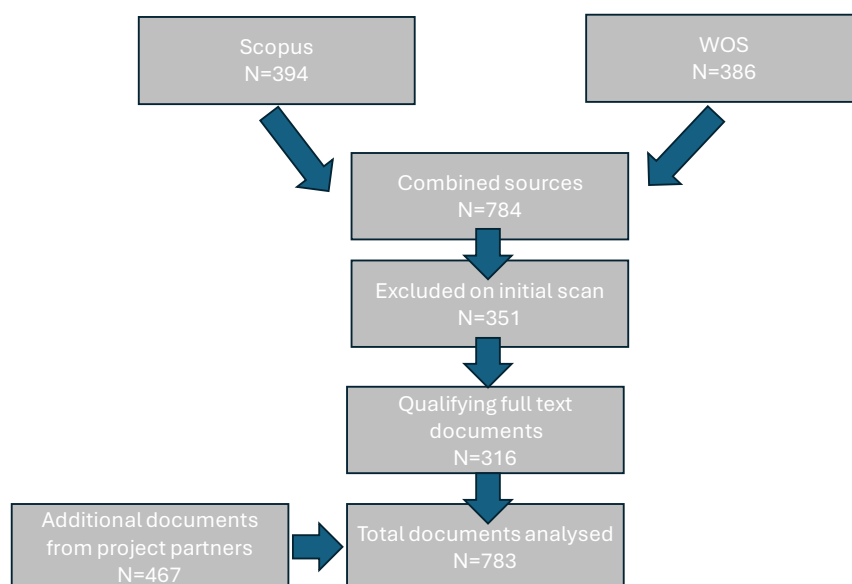 Scopus
N=394
WOS
N=386
Combined sources
N=784
Excluded on initial scan
N=351
Qualifying full text
documents
N=316
Additional documents
from project partners
N=467
Total documents analysed
N=783